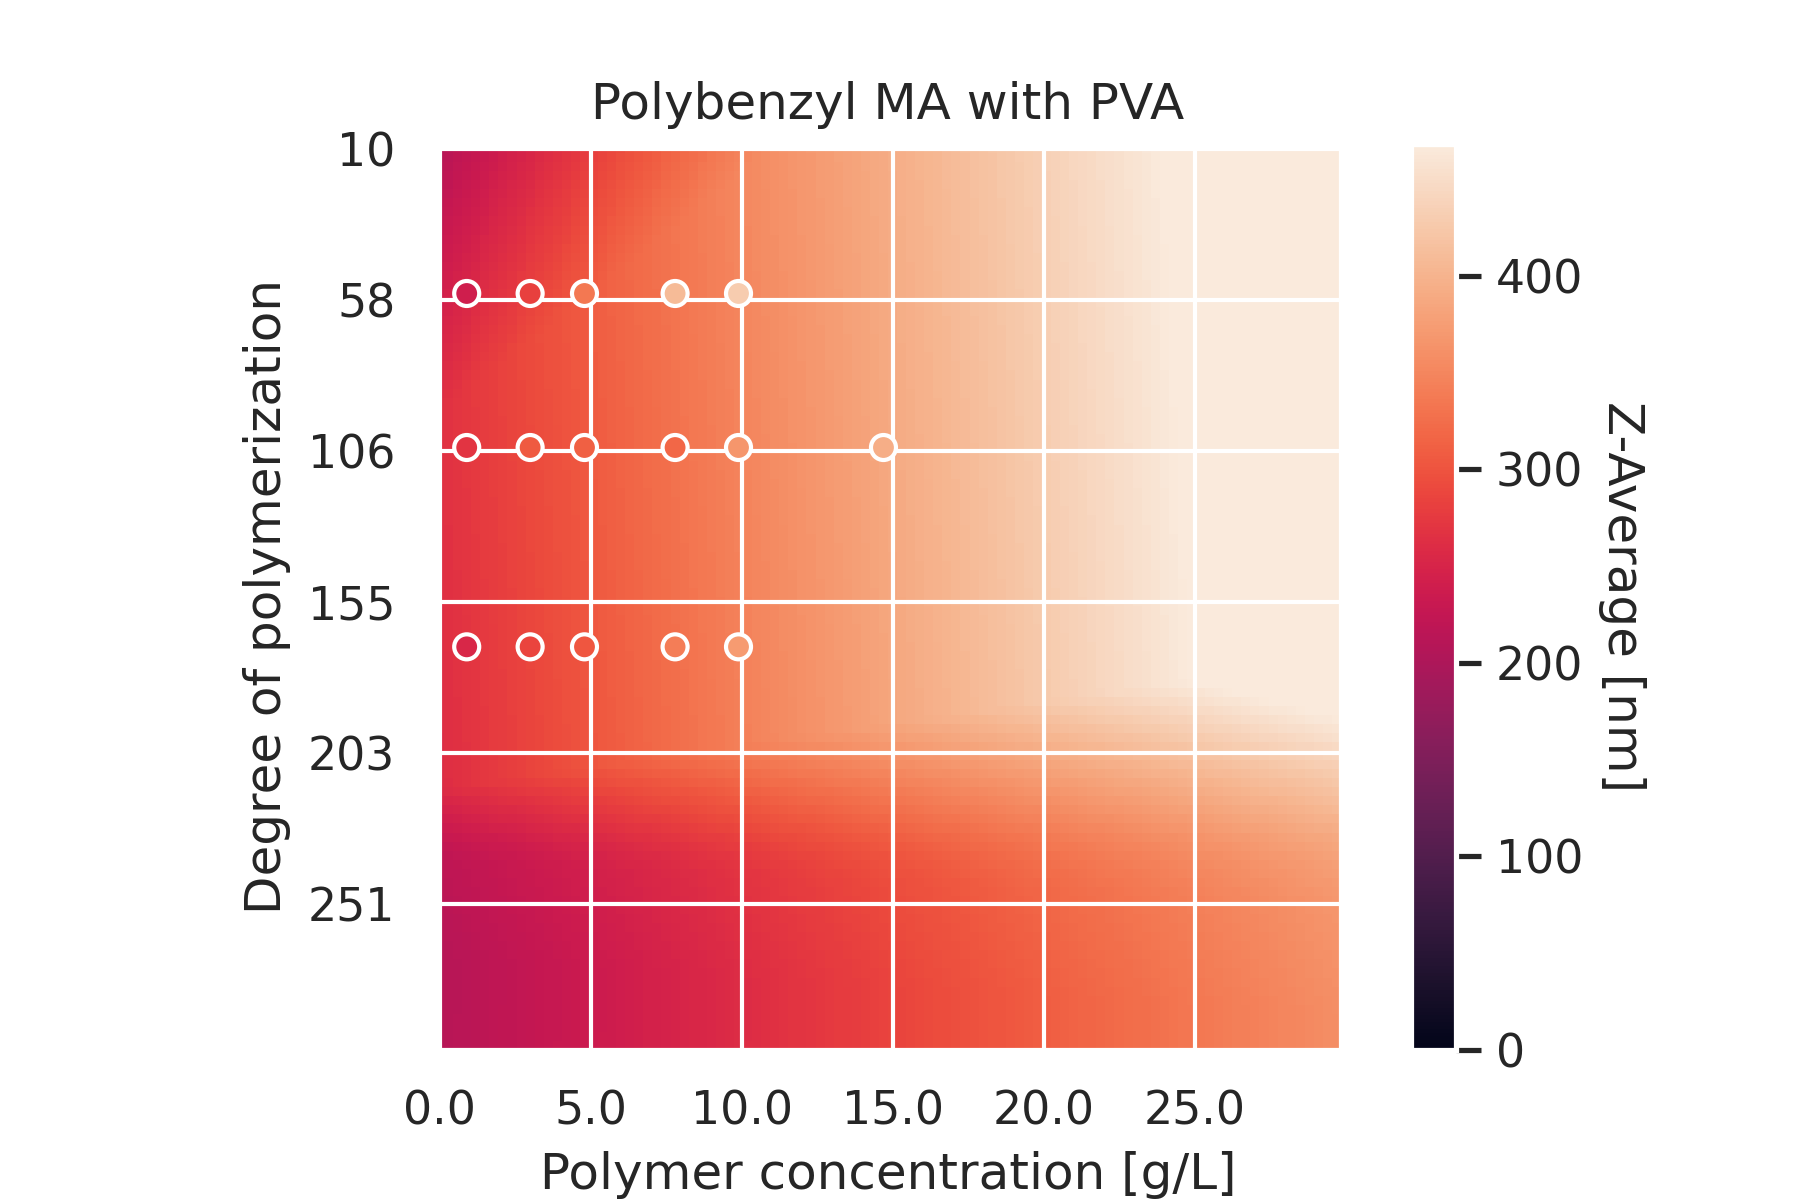 Polybenzyl MA with PVA
10
58
106
155
203
251
Degree of polymerization
0.0 5.0 10.0 15.0 20.0 25.0
Polymer concentration [g/L]
400
300
200
100
0
Z-Average [nm]